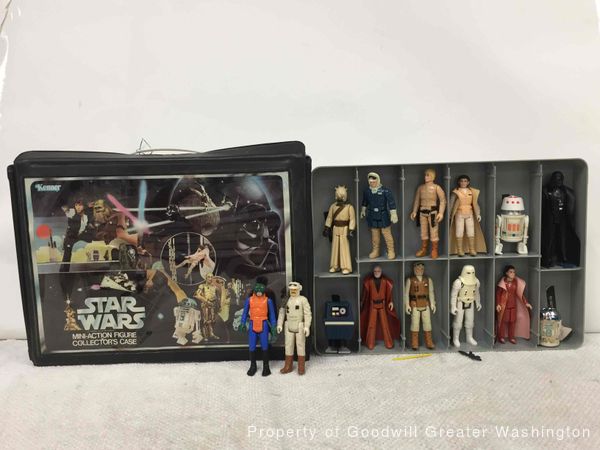 Kenner
STAR
WARS
MINI-ACTION FIGURE
COLLECTOR'S CASE
Property of Goodwill Greater Washington